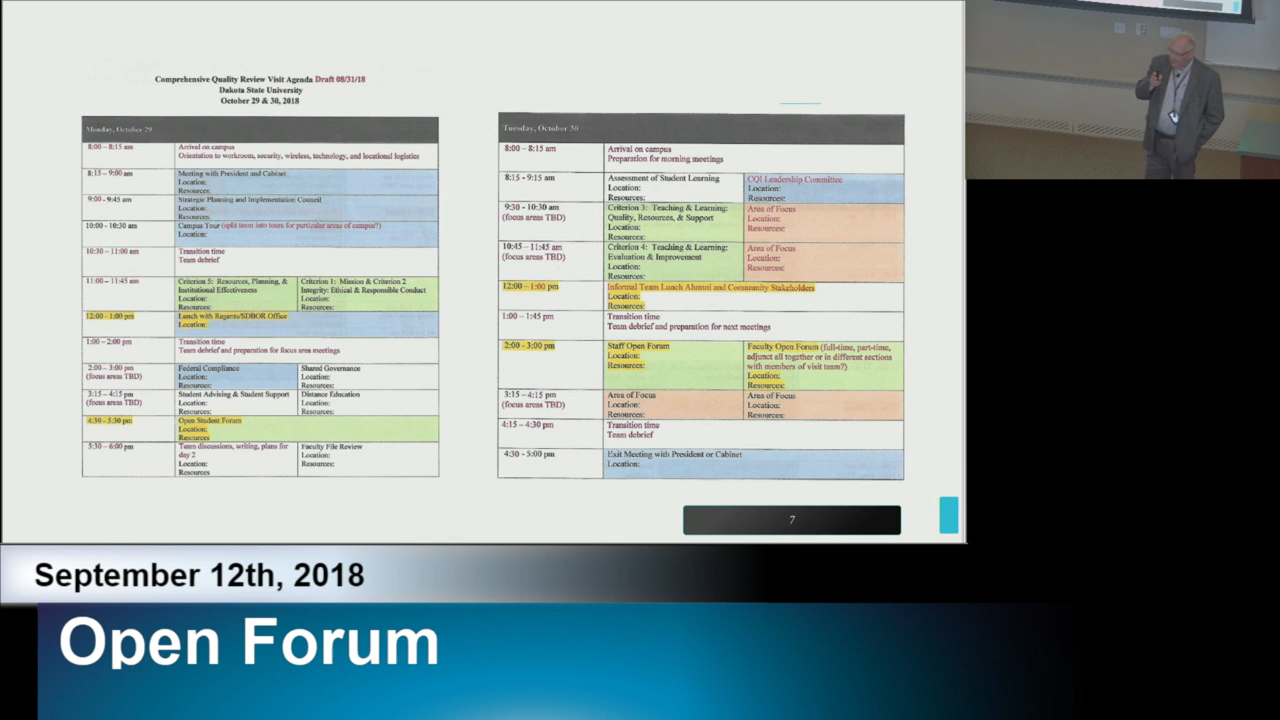 Comprehensive Quality Review Visit Agenda Draft 08/31/18
Dakota State University
October 29 & 30, 2018
Monday, October 29
8:00 – 8:15 am
Arrival on campus
Orientation to workroom, security, wireless, technology, and locational logistics
8:15 – 9:00 am
Meeting with President and Cabinet
Location:
Resources:
9:00 - 9:45 am
Strategic Planning and Implementation Council
Location:
Resources:
10:00 - 10:30 am
Campus Tour (split team into tours for particular areas of campus?)
Location:
10:30 – 11:00 am
Transition time
Team debrief
11:00 – 11:45 am
Criterion 5: Resources, Planning, &
Institutional Effectiveness
Location:
Resources:
Criterion 1: Mission & Criterion 2
Integrity: Ethical & Responsible Conduct
Location:
Resources:
12:00 - 1:00 pm
Lunch with Regents/SDBOR Office
Location:
1:00 – 2:00 pm
Transition time
Team debrief and preparation for focus area meetings
2:00 – 3:00 pm
(focus areas TBD)
Federal Compliance
Location:
Resources:
Shared Governance
Location:
Resources:
3:15 – 4:15 pm
(focus areas TBD)
Student Advising & Student Support
Location:
Resources:
Distance Education
Location:
Resources:
4:30 - 5:30 pm
Open Student Forum
Location:
Resources
5:30 – 6:00 pm
Team discussions, writing, plans for
day 2
Location:
Resources
Faculty File Review
Location:
Resources:
Tuesday, October 30
8:00 – 8:15 am
Arrival on campus
Preparation for morning meetings
8:15 - 9:15 am
Assessment of Student Learning
Location:
Resources:
CQI Leadership Committee
Location:
Resources:
9:30 - 10:30 am
(focus areas TBD)
Criterion 3: Teaching & Learning:
Quality, Resources, & Support
Location:
Resources:
Area of Focus
Location:
Resources:
10:45 – 11:45 am
(focus areas TBD)
Criterion 4: Teaching & Learning:
Evaluation & Improvement
Location:
Resources:
Area of Focus
Location:
Resources:
12:00 – 1:00 pm
Informal Team Lunch Alumni and Community Stakeholders
Location:
Resources:
1:00 – 1:45 pm
Transition time
Team debrief and preparation for next meetings
2:00 - 3:00 pm
Staff Open Forum
Location:
Resources:
Faculty Open Forum (full-time, part-time,
adjunct all together or in different sections
with members of visit team?)
Location:
Resources:
3:15 – 4:15 pm
(focus areas TBD)
Area of Focus
Location:
Resources:
Area of Focus
Location:
Resources:
4:15 – 4:30 pm
Transition time
Team debrief
4:30 - 5:00 pm
Exit Meeting with President or Cabinet
Location:
7
September 12th, 2018
Open Forum